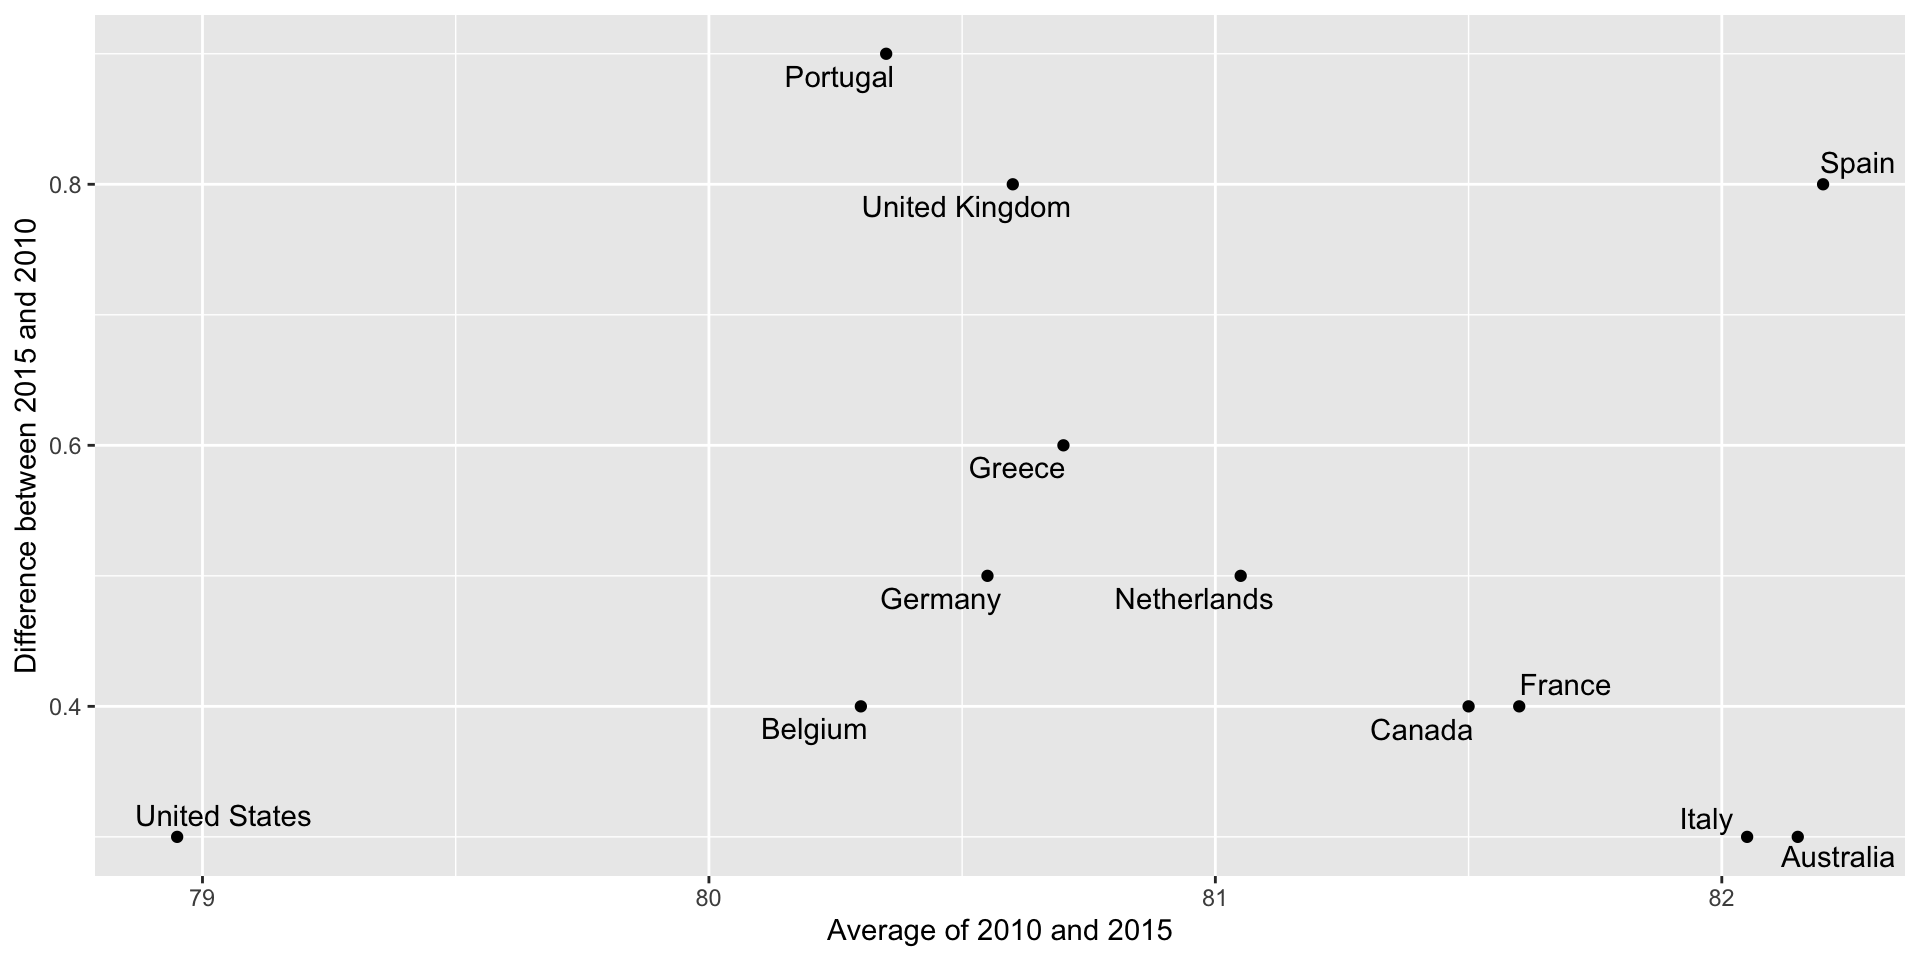 Portugal
Spain
0.8
United Kingdom
Difference between 2015 and 2010
0.6
Greece
Germany
Netherlands
France
0.4
Belgium
Canada
United States
Italy
Australia
79
80
81
82
Average of 2010 and 2015